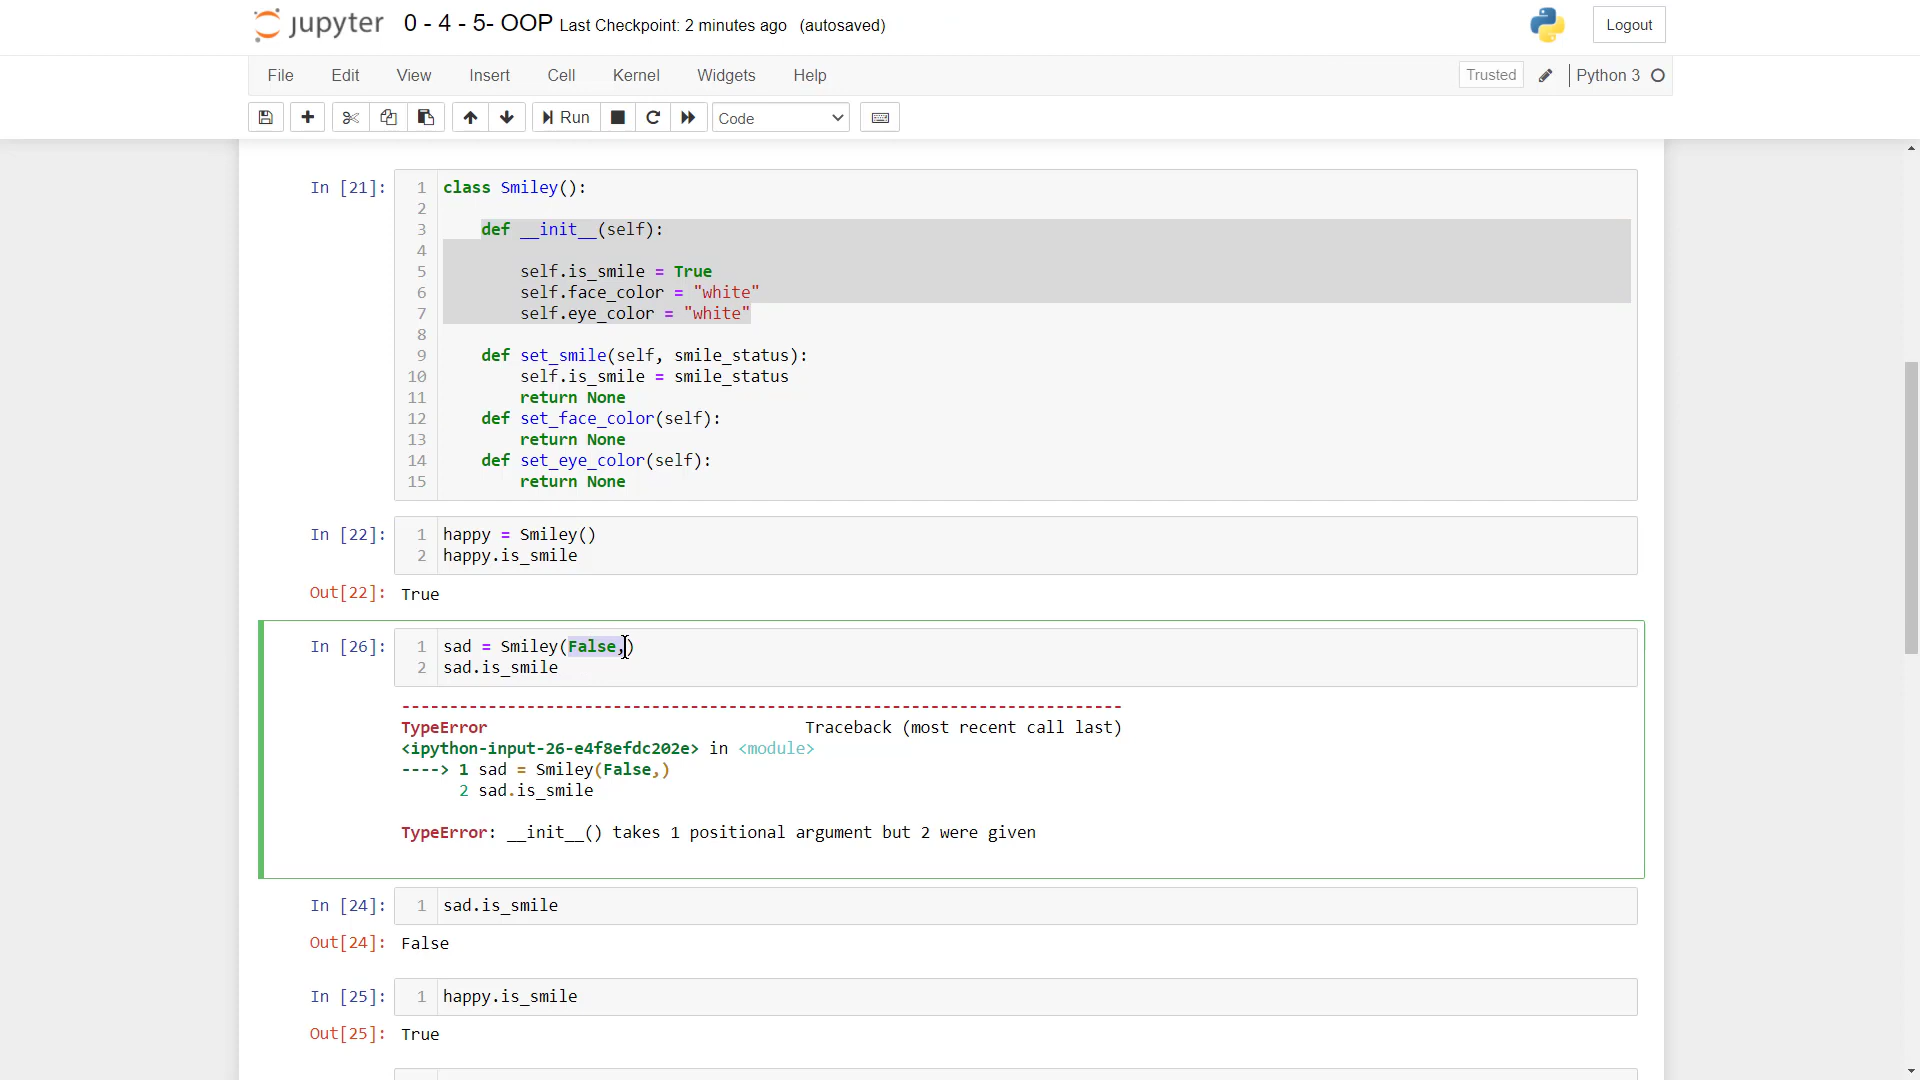 jupyter 0 - 4 - 5- OOP Last Checkpoint: 2 minutes ago (autosaved) Logout
File Edit View Insert Cell Kernel Widgets Help Trusted Python 3
Run Code
In [21]: 1 class Smiley():
2
3 def __init__(self):
4
5 self.is_smile = True
6 self.face_color = "white"
7 self.eye_color = "white"
8
9 def set_smile(self, smile_status):
10 self.is_smile = smile_status
11 return None
12 def set_face_color(self):
13 return None
14 def set_eye_color(self):
15 return None
In [22]: 1 happy = Smiley()
2 happy.is_smile
Out[22]: True
In [26]: 1 sad = Smiley(False,)
2 sad.is_smile
---------------------------------------------------------------------------
TypeError Traceback (most recent call last)
<ipython-input-26-e4f8efdc202e> in <module>
----> 1 sad = Smiley(False,)
2 sad.is_smile
TypeError: __init__() takes 1 positional argument but 2 were given
In [24]: 1 sad.is_smile
Out[24]: False
In [25]: 1 happy.is_smile
Out[25]: True